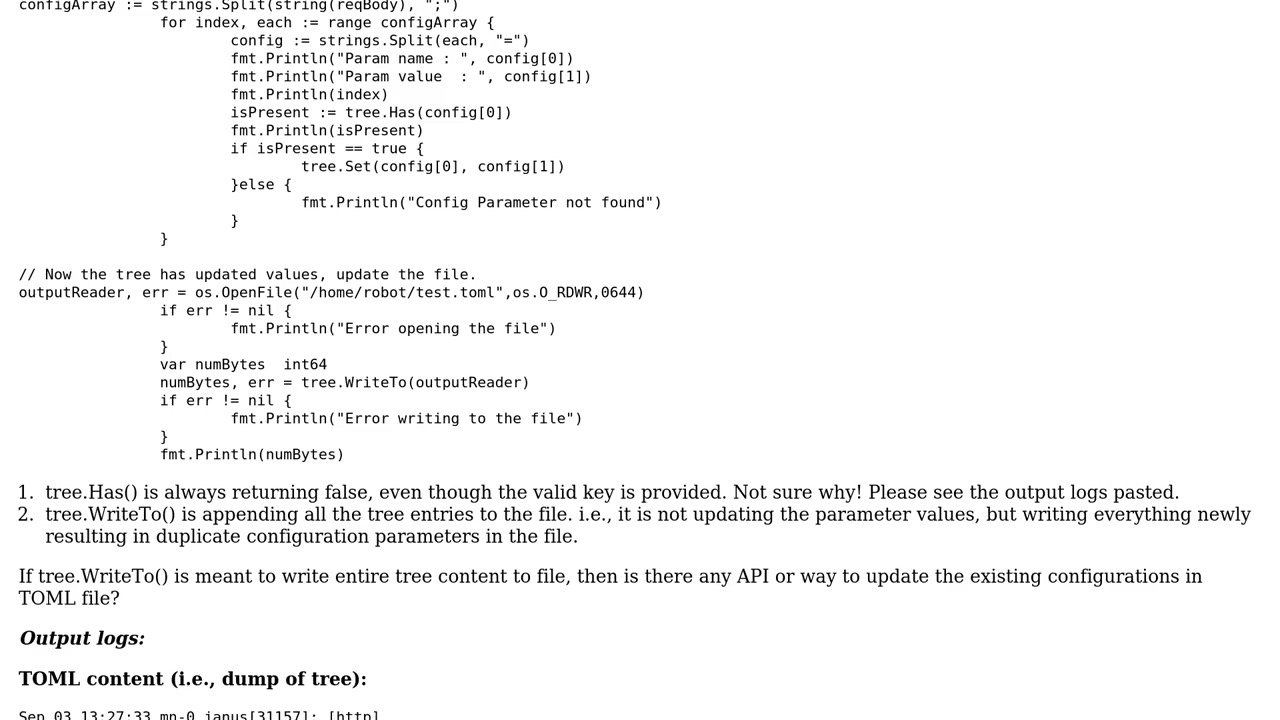 configArray := strings.Split(string(reqBody), ";")
for index, each := range configArray {
config := strings.Split(each, "=")
fmt.Println("Param name : ", config[0])
fmt.Println("Param value  : ", config[1])
fmt.Println(index)
isPresent := tree.Has(config[0])
fmt.Println(isPresent)
if isPresent == true {
tree.Set(config[0], config[1])
}else {
fmt.Println("Config Parameter not found")
}
}
// Now the tree has updated values, update the file.
outputReader, err = os.OpenFile("/home/robot/test.toml",os.O_RDWR,0644)
if err != nil {
fmt.Println("Error opening the file")
}
var numBytes  int64
numBytes, err = tree.WriteTo(outputReader)
if err != nil {
fmt.Println("Error writing to the file")
}
fmt.Println(numBytes)
1. tree.Has() is always returning false, even though the valid key is provided. Not sure why! Please see the output logs pasted.
2. tree.WriteTo() is appending all the tree entries to the file. i.e., it is not updating the parameter values, but writing everything newly
resulting in duplicate configuration parameters in the file.
If tree.WriteTo() is meant to write entire tree content to file, then is there any API or way to update the existing configurations in
TOML file?
Output logs:
TOML content (i.e., dump of tree):
Sep 03 13:27:33 mn-0 janus[31157]: [http]